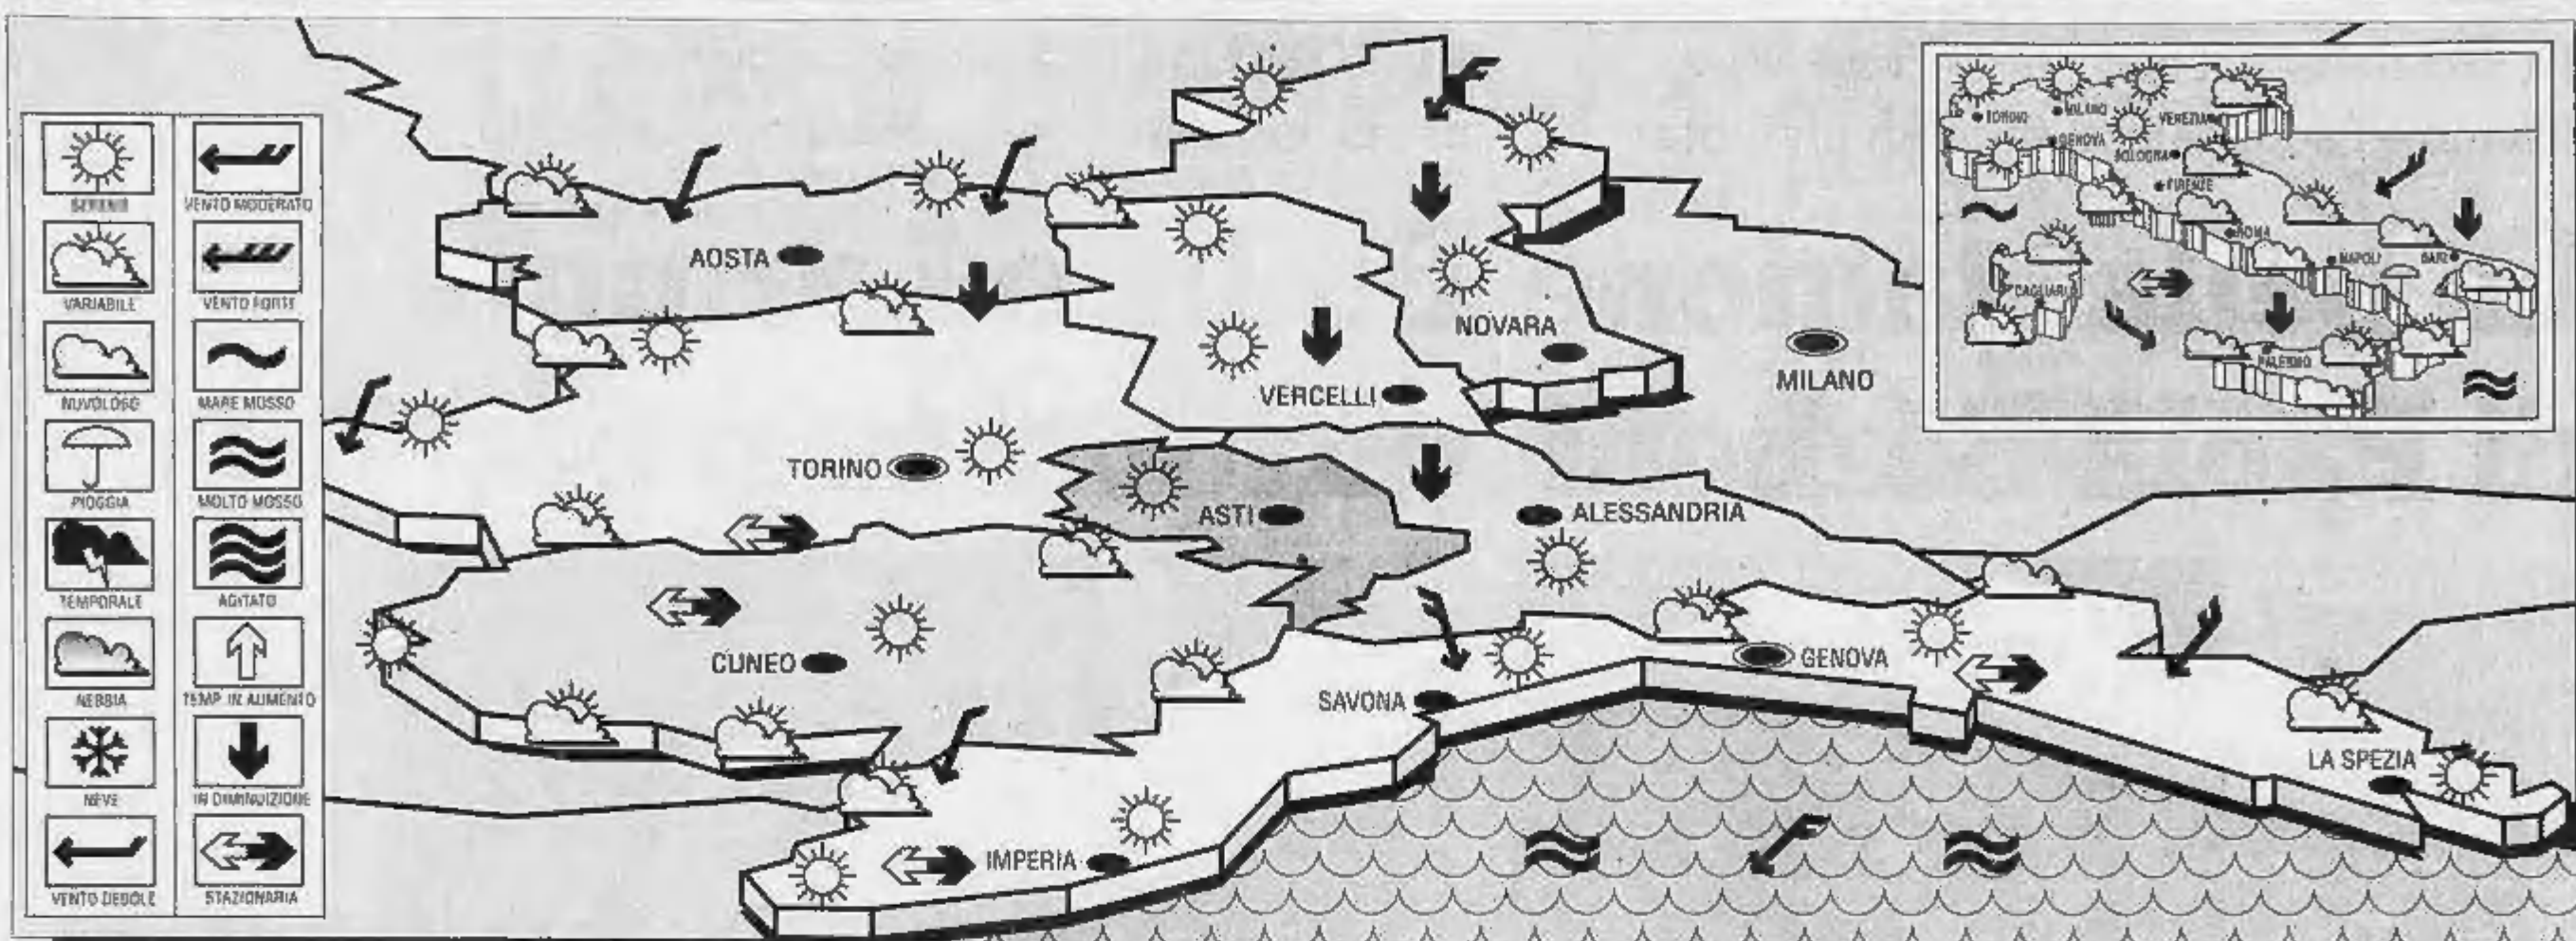 SERENO
VENTO MODERATO
VARIABILE
VENTO FORTE
NUVOLOSO
MARE MOSSO
PIOGGIA
MOLTO MOSSO
TEMPORALE
AGITATO
NEBBIA
TEMP. IN AUMENTO
NEVE
IN DIMINUIZIONE
VENTO DEBOLE
STAZIONARIA
AOSTA
NOVARA
MILANO
VERCELLI
TORINO
ASTI
ALESSANDRIA
CUNEO
GENOVA
SAVONA
LA SPEZIA
IMPERIA
TORINO
MILANO
VENEZIA
GENOVA
BOLOGNA
FIRENZE
ROMA
NAPOLI
BARI
CAGLIARI
PALERMO